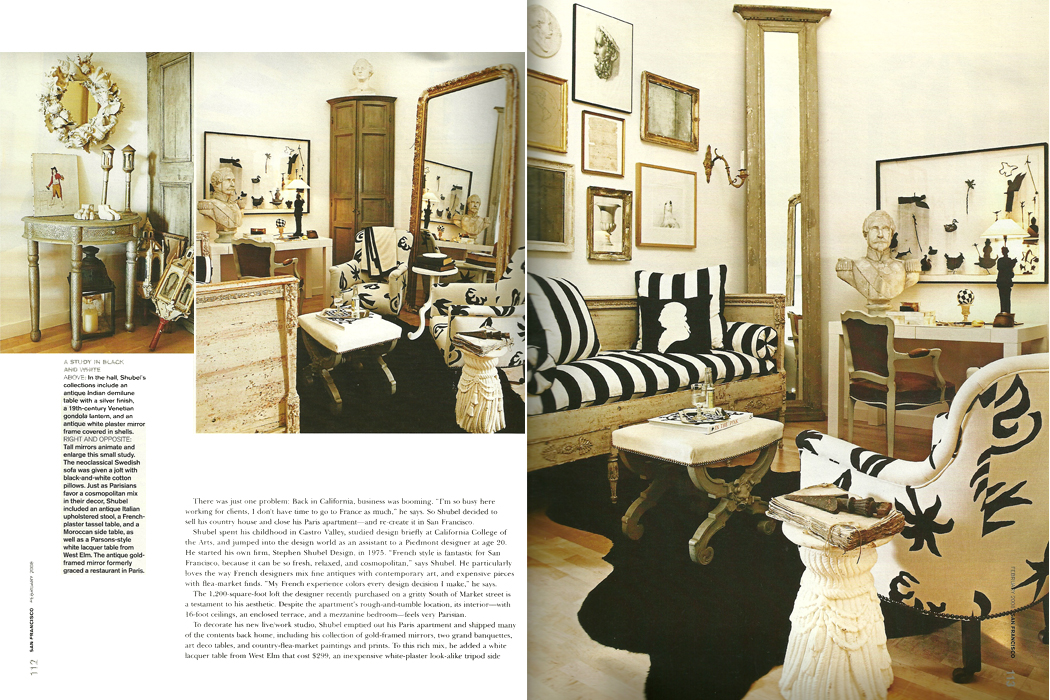 A STUDY IN BLACK
AND WHITE
ABOVE: In the hall, Shubel's
collections include an
antique Indian demilune
table with a silver finish,
a 19th-century Venetian
gondola lantern, and an
antique white plaster mirror
frame covered in shells.
RIGHT AND OPPOSITE:
Tall mirrors animate and
enlarge this small study.
The neoclassical Swedish
sofa was given a jolt with
black-and-white cotton
pillows. Just as Parisians
favor a cosmopolitan mix
in their decor, Shubel
included an antique Italian
upholstered stool, a French-
plaster tassel table, and a
Moroccan side table, as
well as a Parsons-style
white lacquer table from
West Elm. The antique gold-
framed mirror formerly
graced a restaurant in Paris.
There was just one problem: Back in California, business was booming. "I'm so busy here
working for clients, I don't have time to go to France as much," he says. So Shubel decided to
sell his country house and close his Paris apartment—and re-create it in San Francisco.
Shubel spent his childhood in Castro Valley, studied design briefly at California College of
the Arts, and jumped into the design world as an assistant to a Piedmont designer at age 20.
He started his own firm, Stephen Shubel Design, in 1975. "French style is fantastic for San
Francisco, because it can be so fresh, relaxed, and cosmopolitan," says Shubel. He particularly
loves the way French designers mix fine antiques with contemporary art, and expensive pieces
with flea-market finds. "My French experience colors every design decision I make," he says.
The 1,200-square-foot loft the designer recently purchased on a gritty South of Market street is
a testament to his aesthetic. Despite the apartment's rough-and-tumble location, its interior—with
16-foot ceilings, an enclosed terrace, and a mezzanine bedroom—feels very Parisian.
To decorate his new live/work studio, Shubel emptied out his Paris apartment and shipped many
of the contents back home, including his collection of gold-framed mirrors, two grand banquettes,
art deco tables, and country-flea-market paintings and prints. To this rich mix, he added a white
lacquer table from West Elm that cost $299, an inexpensive white-plaster look-alike tripod side
112 SAN FRANCISCO FEBRUARY 2008
FEBRUARY 2008 SAN FRANCISCO